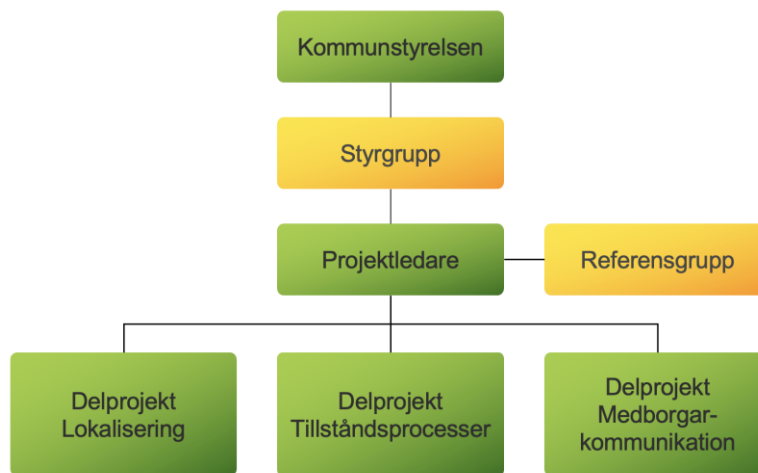 Kommunstyrelsen
Styrgrupp
Projektledare
Referensgrupp
Delprojekt
Lokalisering
Delprojekt
Tillståndsprocesser
Delprojekt
Medborgar-
kommunikation